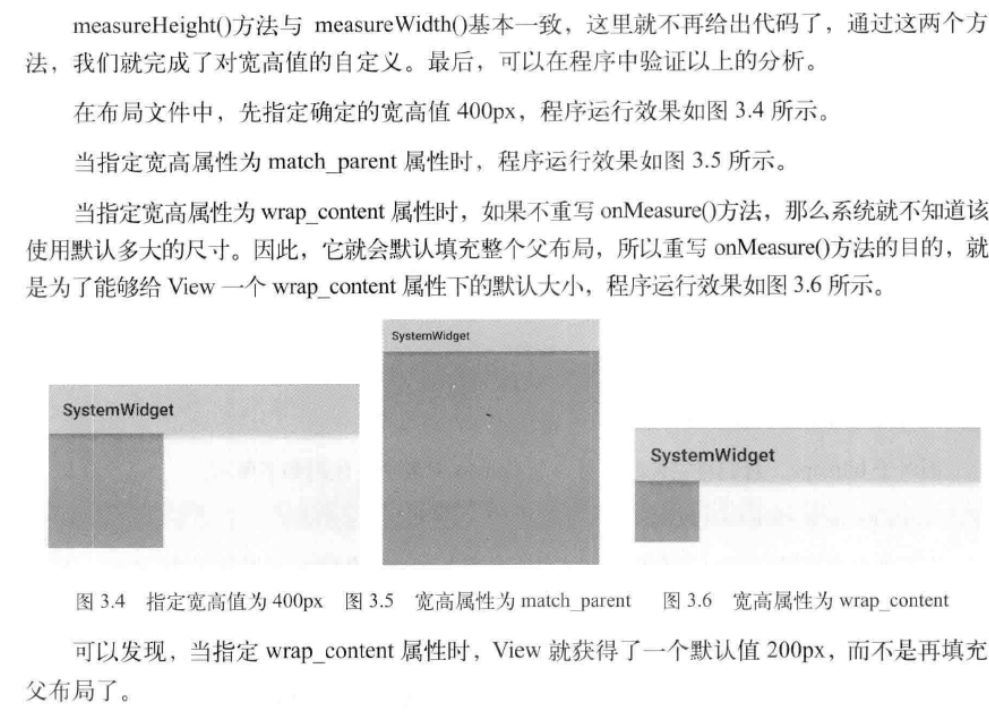 measureHeight()方法与 measureWidth()基本一致，这里就不再给出代码了，通过这两个方
法，我们就完成了对宽高值的自定义。最后，可以在程序中验证以上的分析。
在布局文件中，先指定确定的宽高值 400px，程序运行效果如图 3.4 所示。
当指定宽高属性为 match_parent 属性时，程序运行效果如图 3.5 所示。
当指定宽高属性为 wrap_content 属性时，如果不重写 onMeasure()方法，那么系统就不知道该
使用默认多大的尺寸。因此，它就会默认填充整个父布局，所以重写 onMeasure()方法的目的，就
是为了能够给 View 一个 wrap_content 属性下的默认大小，程序运行效果如图 3.6 所示。
SystemWidget
SystemWidget
SystemWidget
图 3.4 指定宽高值为 400px 图 3.5 宽高属性为 match_parent 图 3.6 宽高属性为 wrap_content
可以发现，当指定 wrap_content 属性时，View 就获得了一个默认值 200px，而不是再填充
父布局了。